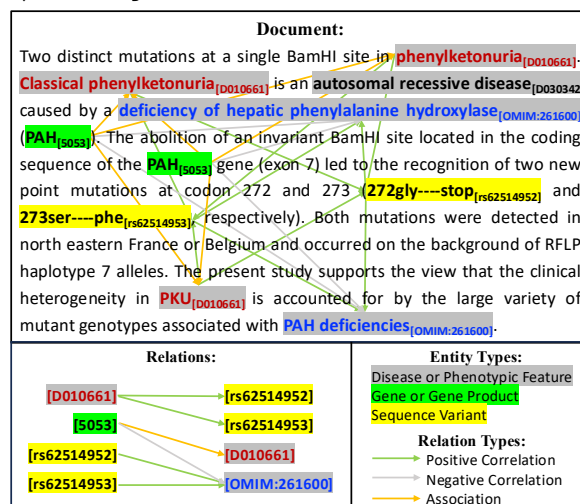 Document:
Two distinct mutations at a single BamHI site in phenylketonuria[D010661].
Classical phenylketonuria[D010661] is an autosomal recessive disease[D030342
caused by a deficiency of hepatic phenylalanine hydroxylase[OMIM:261600]
(PAH[5053]). The abolition of an invariant BamHI site located in the coding
sequence of the PAH[5053] gene (exon 7) led to the recognition of two new
point mutations at codon 272 and 273 (272gly----stop[rs62514952] and
273ser----phe[rs62514953], respectively). Both mutations were detected in
north eastern France or Belgium and occurred on the background of RFLP
haplotype 7 alleles. The present study supports the view that the clinical
heterogeneity in PKU[D010661] is accounted for by the large variety of
mutant genotypes associated with PAH deficiencies[OMIM:261600].
Relations:
[D010661] [rs62514952]
[5053] [rs62514953]
[rs62514952] [D010661]
[rs62514953] [OMIM:261600]
Entity Types:
Disease or Phenotypic Feature
Gene or Gene Product
Sequence Variant
Relation Types:
Positive Correlation
Negative Correlation
Association